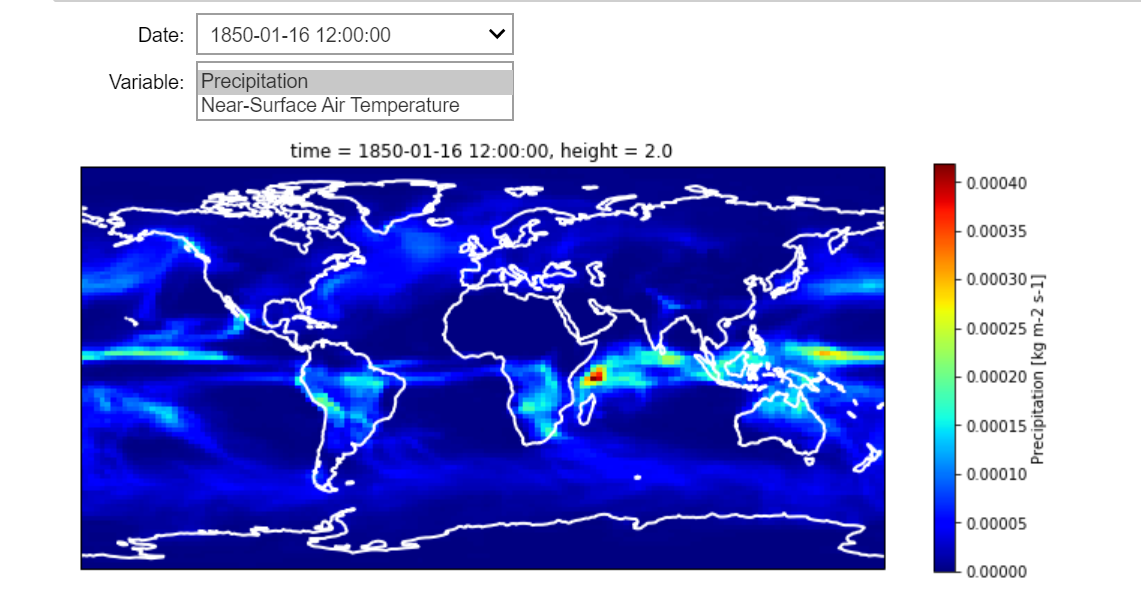 Date: 1850-01-16 12:00:00
Variable: Precipitation
Near-Surface Air Temperature
time = 1850-01-16 12:00:00, height = 2.0
0.00040
0.00035
0.00030
0.00025
0.00020
0.00015
0.00010
0.00005
0.00000
Precipitation [kg m-2 s-1]